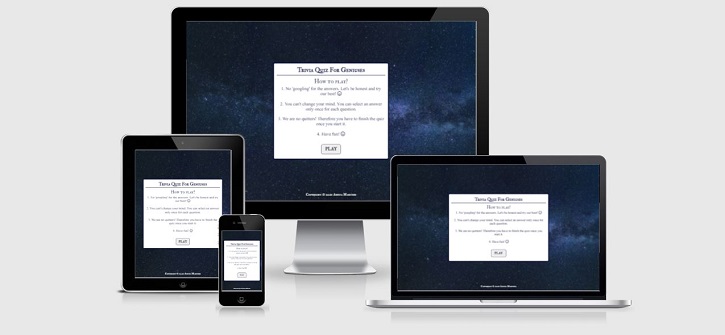 Trivia Quiz For Geniuses
How to play?
1. No 'googling' for the answers. Let's be honest and try
our best! 😊
2. You can't change your mind. You can select an answer
only once for each question.
3. We are no quitters! Therefore you have to finish the quiz
once you start it.
4. Have fun! 😊
PLAY
Copyright ©
Trivia Quiz For Geniuses
How to play?
1. No 'googling' for the answers. Let's be honest and try
our best! 😊
2. You can't change your mind. You can select an answer
only once for each question.
3. We are no quitters! Therefore you have to finish the quiz
once you start it.
4. Have fun! 😊
PLAY
Trivia Quiz For Geniuses
Trivia Quiz For Geniuses
How to play?
1. No 'googling' for the answers. Let's be honest and try our best! 😊
2. You can't change your mind. You can select an answer only once for
each question.
3. We are no quitters! Therefore you have to finish the quiz once you start
it.
4. Have fun! 😊
PLAY